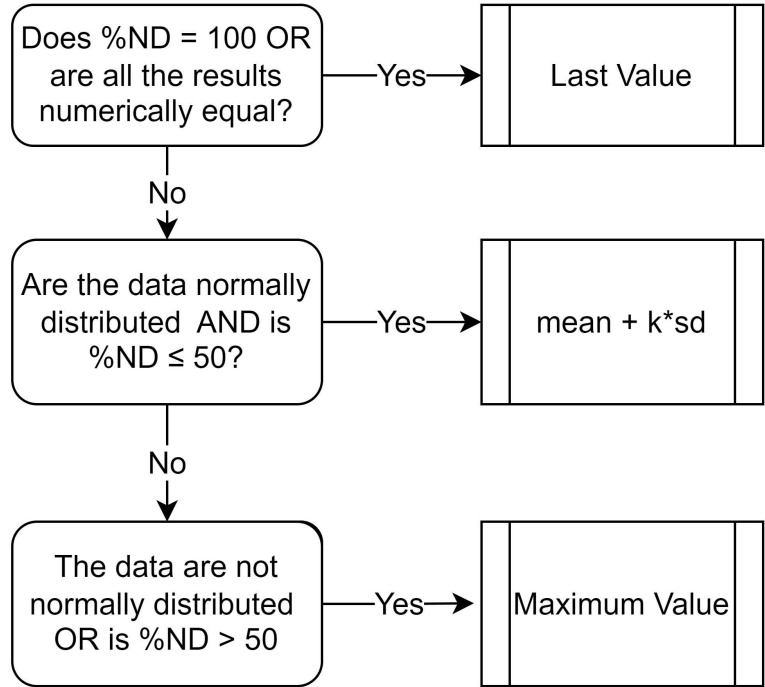 Does %ND = 100 OR
are all the results
numerically equal?
Yes
Last Value
No
Are the data normally
distributed AND is
%ND ≤ 50?
Yes
mean + k*sd
No
The data are not
normally distributed
OR is %ND > 50
Yes
Maximum Value